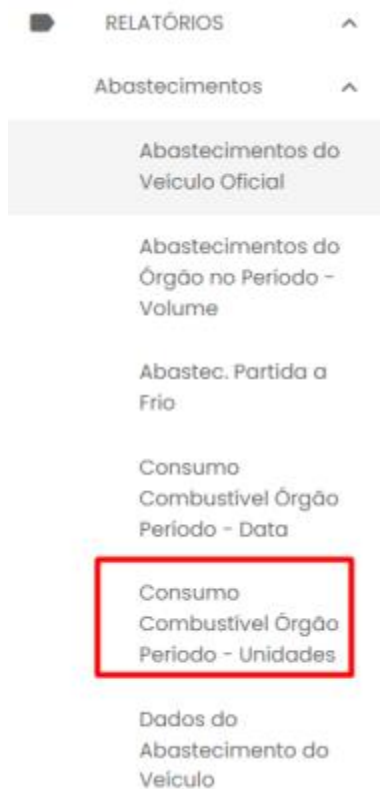 RELATÓRIOS
Abastecimentos
Abastecimentos do
Veículo Oficial
Abastecimentos do
Órgão no Período -
Volume
Abastec. Partida a
Frio
Consumo
Combustível Órgão
Período - Data
Consumo
Combustível Órgão
Período - Unidades
Dados do
Abastecimento do
Veículo